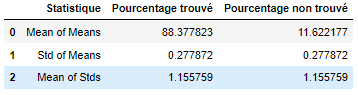 Statistique Pourcentage trouvé Pourcentage non trouvé
0 Mean of Means 88.377823 11.622177
1 Std of Means 0.277872 0.277872
2 Mean of Stds 1.155759 1.155759